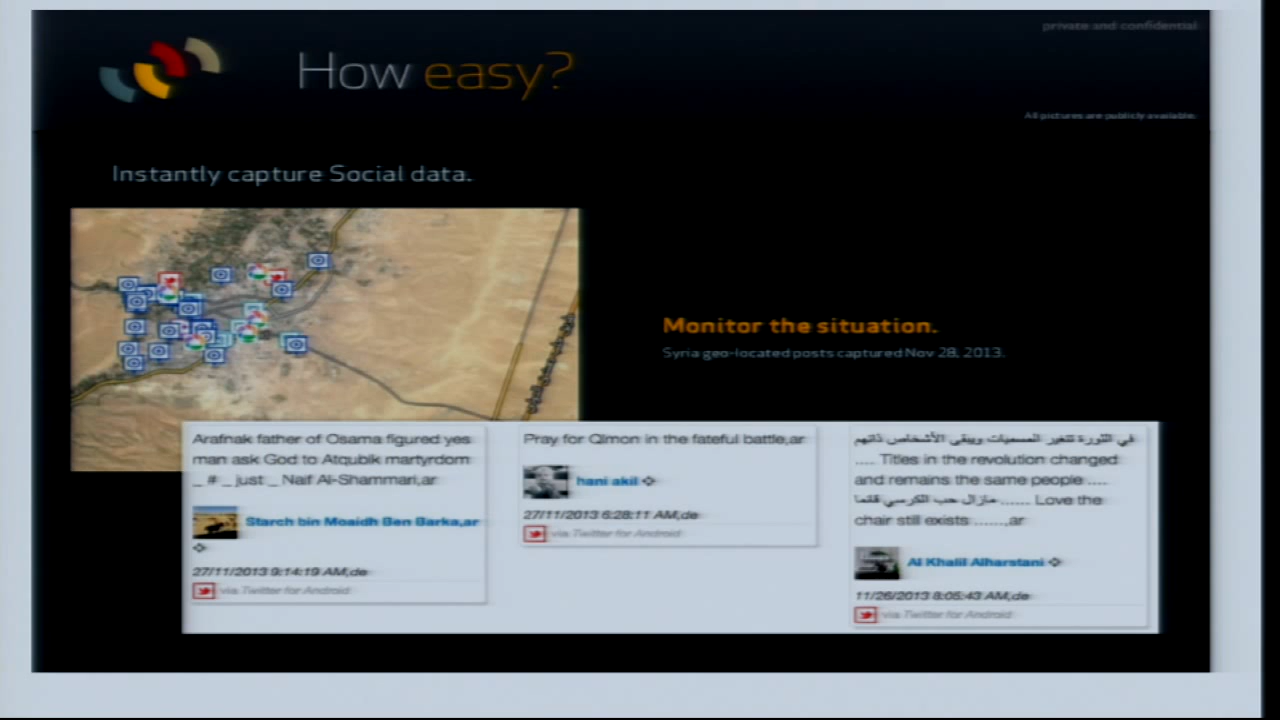 private and confidential
How easy?
All pictures are publicly available.
Instantly capture Social data.
Monitor the situation.
Syria geo-located posts captured Nov 28, 2013.
Arafnak father of Osama figured yes
man ask God to Atqublk martyrdom
_ # _ just _ Naif Al-Shammari,ar
Starch bin Moaidh Ben Barka,ar
27/11/2013 9:14:19 AM,de
via Twitter for Android
Pray for Qlmon in the fateful battle,ar
hani akil
27/11/2013 6:28:11 AM,de
via Twitter for Android
في الثورة تتغير المسميات ويبقى الأشخاص ذاتهم
.... Titles in the revolution changed
and remains the same people ....
مازال حب الكرسي قائما ...... Love the
chair still exists ......,ar
Al Khalil Alharstani
11/26/2013 8:05:43 AM,de
via Twitter for Android